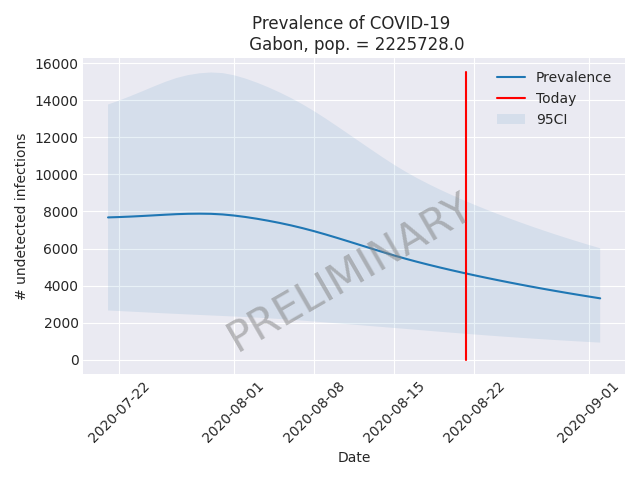 Prevalence of COVID-19
Gabon, pop. = 2225728.0
16000
14000
12000
10000
8000
6000
4000
2000
0
# undetected infections
Prevalence
Today
95CI
PRELIMINARY
2020-07-22
2020-08-01
2020-08-08
2020-08-15
2020-08-22
2020-09-01
Date